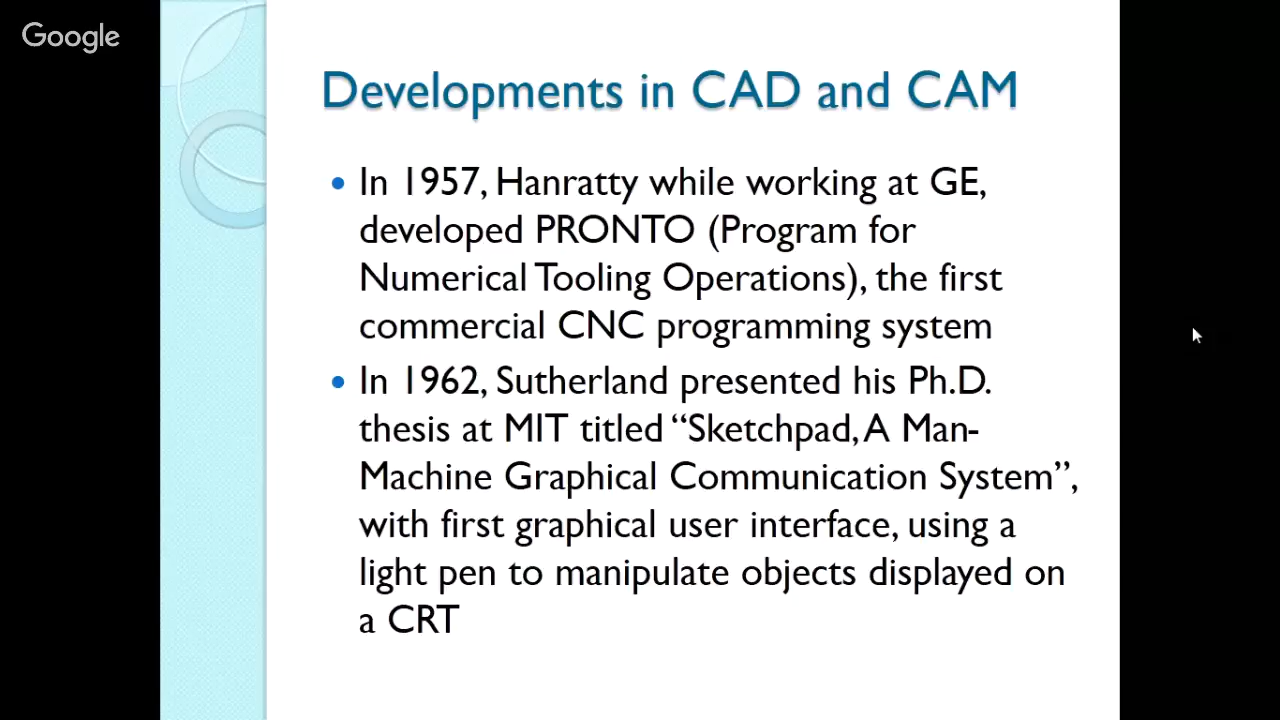 Google
Developments in CAD and CAM
• In 1957, Hanratty while working at GE,
developed PRONTO (Program for
Numerical Tooling Operations), the first
commercial CNC programming system
• In 1962, Sutherland presented his Ph.D.
thesis at MIT titled “Sketchpad, A Man-
Machine Graphical Communication System”,
with first graphical user interface, using a
light pen to manipulate objects displayed on
a CRT